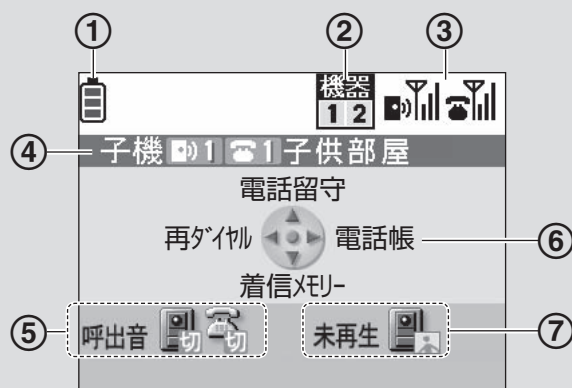 ① ② ③
機器
1 2
④ 子機 1 1 子供部屋
電話留守
再ダイヤル 電話帳 ⑥
着信メモリー
⑤ 呼出音 切 切 未再生 ⑦